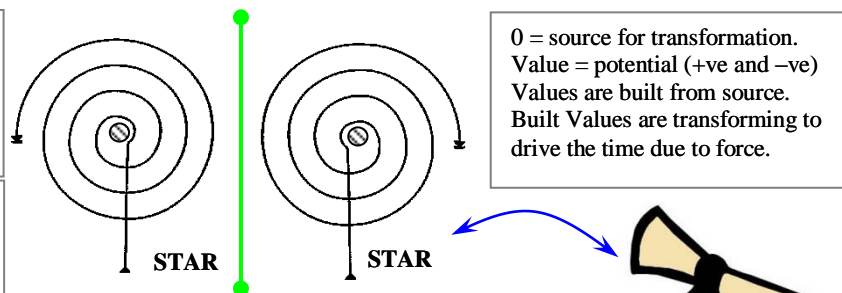 0 = source for transformation.
Value = potential (+ve and –ve)
Values are built from source.
Built Values are transforming to
drive the time due to force.
STAR
STAR